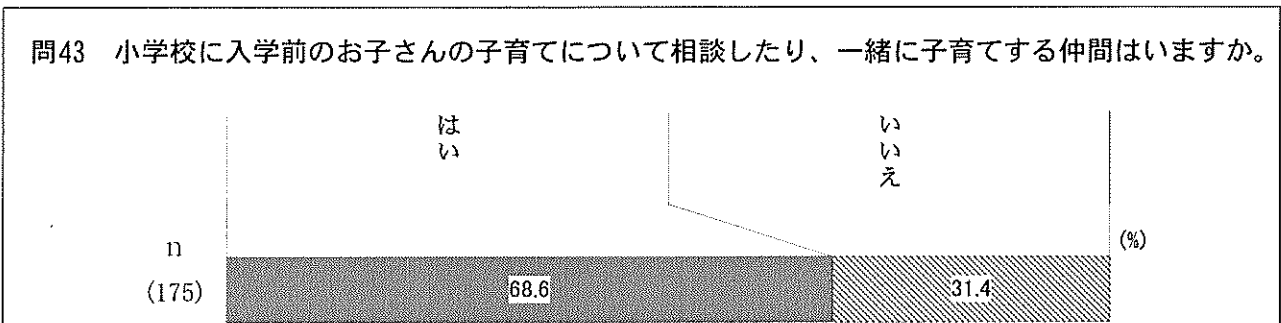 問43　小学校に入学前のお子さんの子育てについて相談したり、一緒に子育てする仲間はいますか。
はい
いいえ
n
(%)
(175)
68.6
31.4